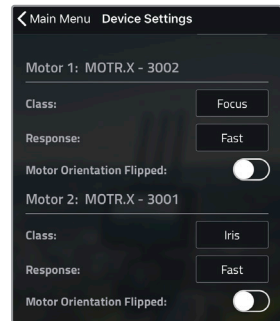 Main Menu Device Settings
Motor 1: MOTR.X - 3002
Class: Focus
Response: Fast
Motor Orientation Flipped:
Motor 2: MOTR.X - 3001
Class: Iris
Response: Fast
Motor Orientation Flipped: